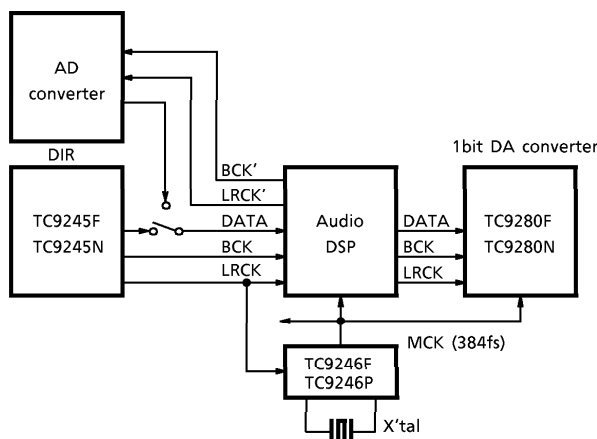 AD
converter
DIR
1bit DA converter
BCK'
LRCK'
TC9245F
TC9245N
DATA
BCK
LRCK
Audio
DSP
DATA
BCK
LRCK
TC9280F
TC9280N
MCK (384fs)
TC9246F
TC9246P
X'tal